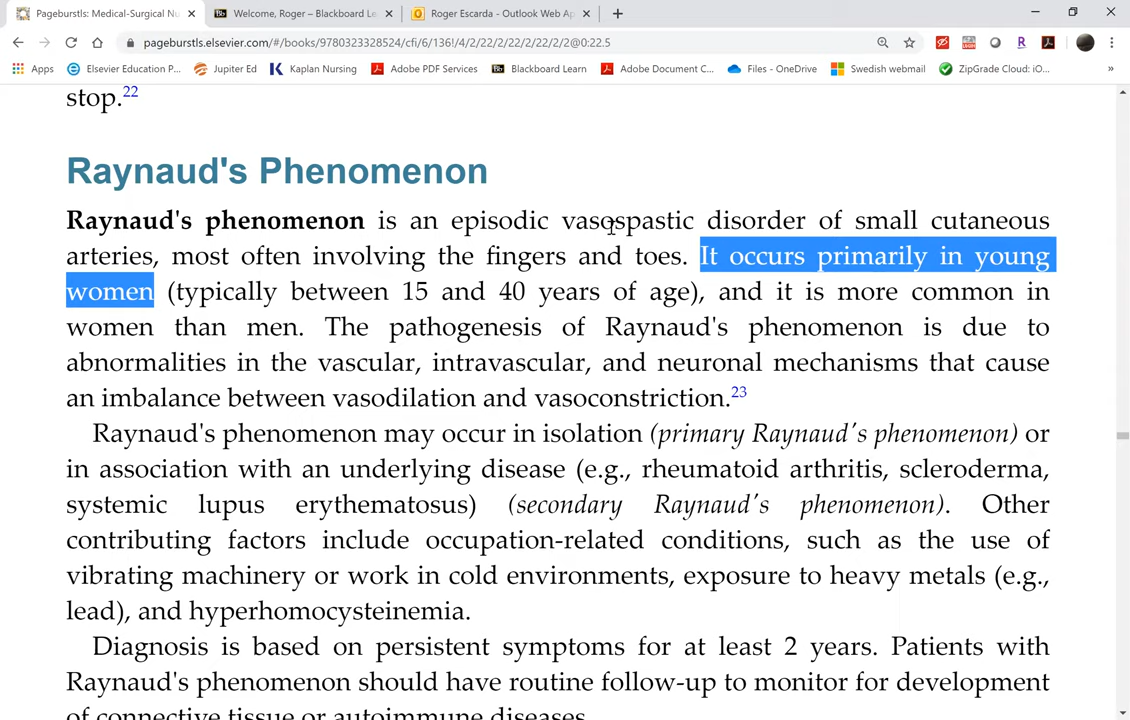 Pageburstls: Medical-Surgical Nu
Welcome, Roger – Blackboard Le
Roger Escarda - Outlook Web Ap
pageburstls.elsevier.com/#/books/9780323328524/cfi/6/136!/4/2/22/2/22/2/22/2/2@0:22.5
Apps
Elsevier Education P...
Jupiter Ed
Kaplan Nursing
Adobe PDF Services
Bb
Blackboard Learn
Adobe Document C...
Files - OneDrive
Swedish webmail
ZipGrade Cloud: iO...
»
stop.22
Raynaud's Phenomenon
Raynaud's phenomenon is an episodic vasospastic disorder of small cutaneous
arteries, most often involving the fingers and toes. It occurs primarily in young
women (typically between 15 and 40 years of age), and it is more common in
women than men. The pathogenesis of Raynaud's phenomenon is due to
abnormalities in the vascular, intravascular, and neuronal mechanisms that cause
an imbalance between vasodilation and vasoconstriction.23
Raynaud's phenomenon may occur in isolation (primary Raynaud's phenomenon) or
in association with an underlying disease (e.g., rheumatoid arthritis, scleroderma,
systemic lupus erythematosus) (secondary Raynaud's phenomenon). Other
contributing factors include occupation-related conditions, such as the use of
vibrating machinery or work in cold environments, exposure to heavy metals (e.g.,
lead), and hyperhomocysteinemia.
Diagnosis is based on persistent symptoms for at least 2 years. Patients with
Raynaud's phenomenon should have routine follow-up to monitor for development
of connective tissue or autoimmune diseases.